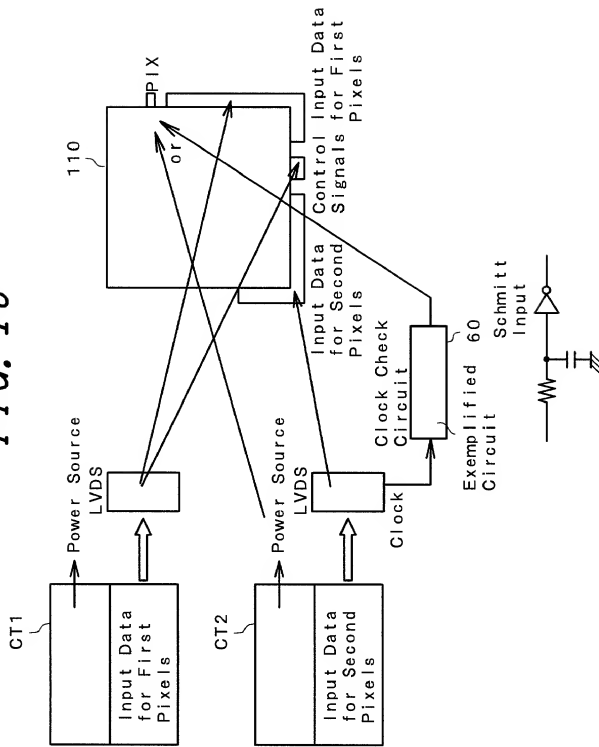 FIG.
CT1
Power Source
Input Data
for First
Pixels
LVDS
110
PIX
or
Input Data
for First
Pixels
Control
Signals
Input Data
for Second
Pixels
CT2
Power Source
Input Data
for Second
Pixels
LVDS
Clock
Clock Check
Circuit
60
Exemplified
Circuit
Schmitt
Input